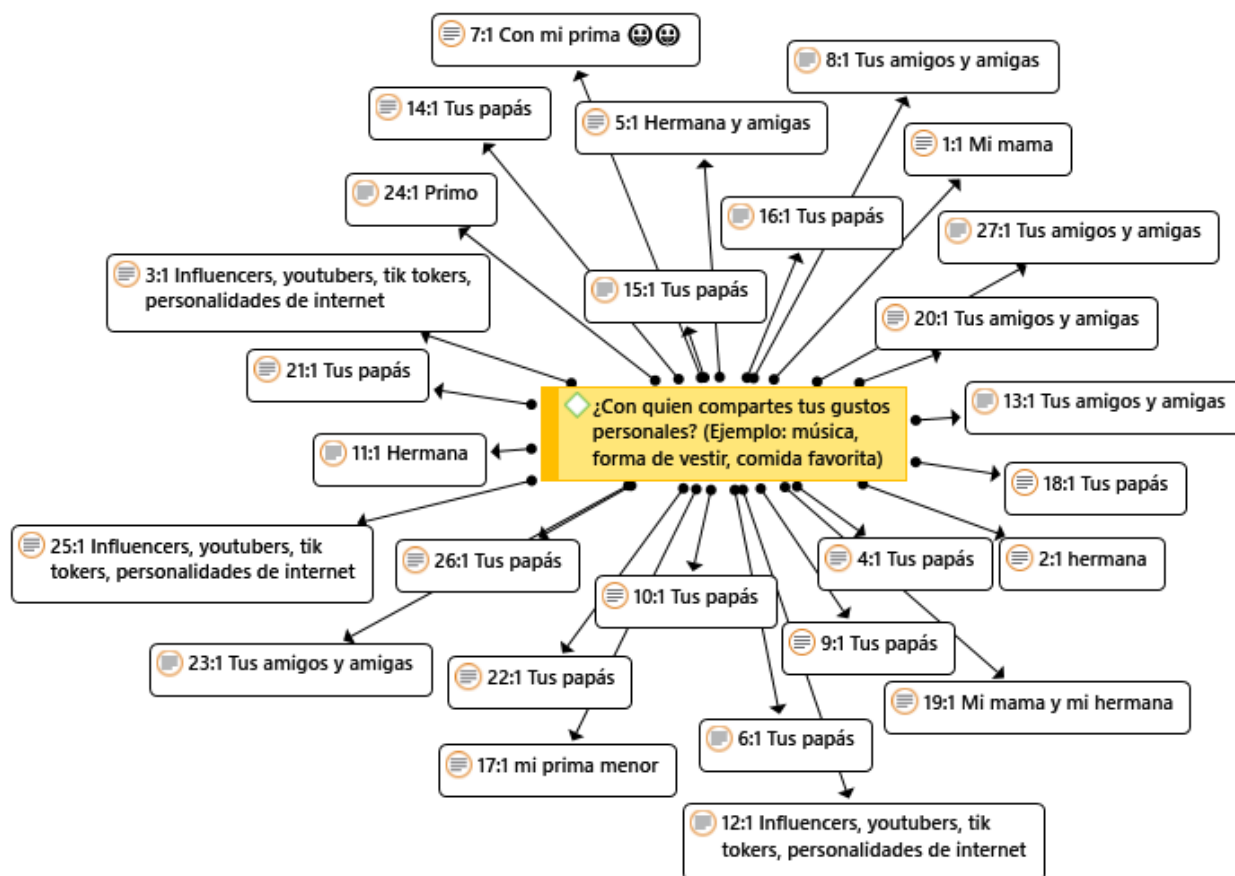 7:1 Con mi prima 😀😀
8:1 Tus amigos y amigas
14:1 Tus papás
5:1 Hermana y amigas
1:1 Mi mama
24:1 Primo
16:1 Tus papás
27:1 Tus amigos y amigas
3:1 Influencers, youtubers, tik tokers,
personalidades de internet
15:1 Tus papás
20:1 Tus amigos y amigas
21:1 Tus papás
¿Con quien compartes tus gustos
personales? (Ejemplo: música,
forma de vestir, comida favorita)
13:1 Tus amigos y amigas
11:1 Hermana
18:1 Tus papás
25:1 Influencers, youtubers, tik
tokers, personalidades de internet
26:1 Tus papás
4:1 Tus papás
2:1 hermana
10:1 Tus papás
9:1 Tus papás
23:1 Tus amigos y amigas
22:1 Tus papás
19:1 Mi mama y mi hermana
6:1 Tus papás
17:1 mi prima menor
12:1 Influencers, youtubers, tik
tokers, personalidades de internet